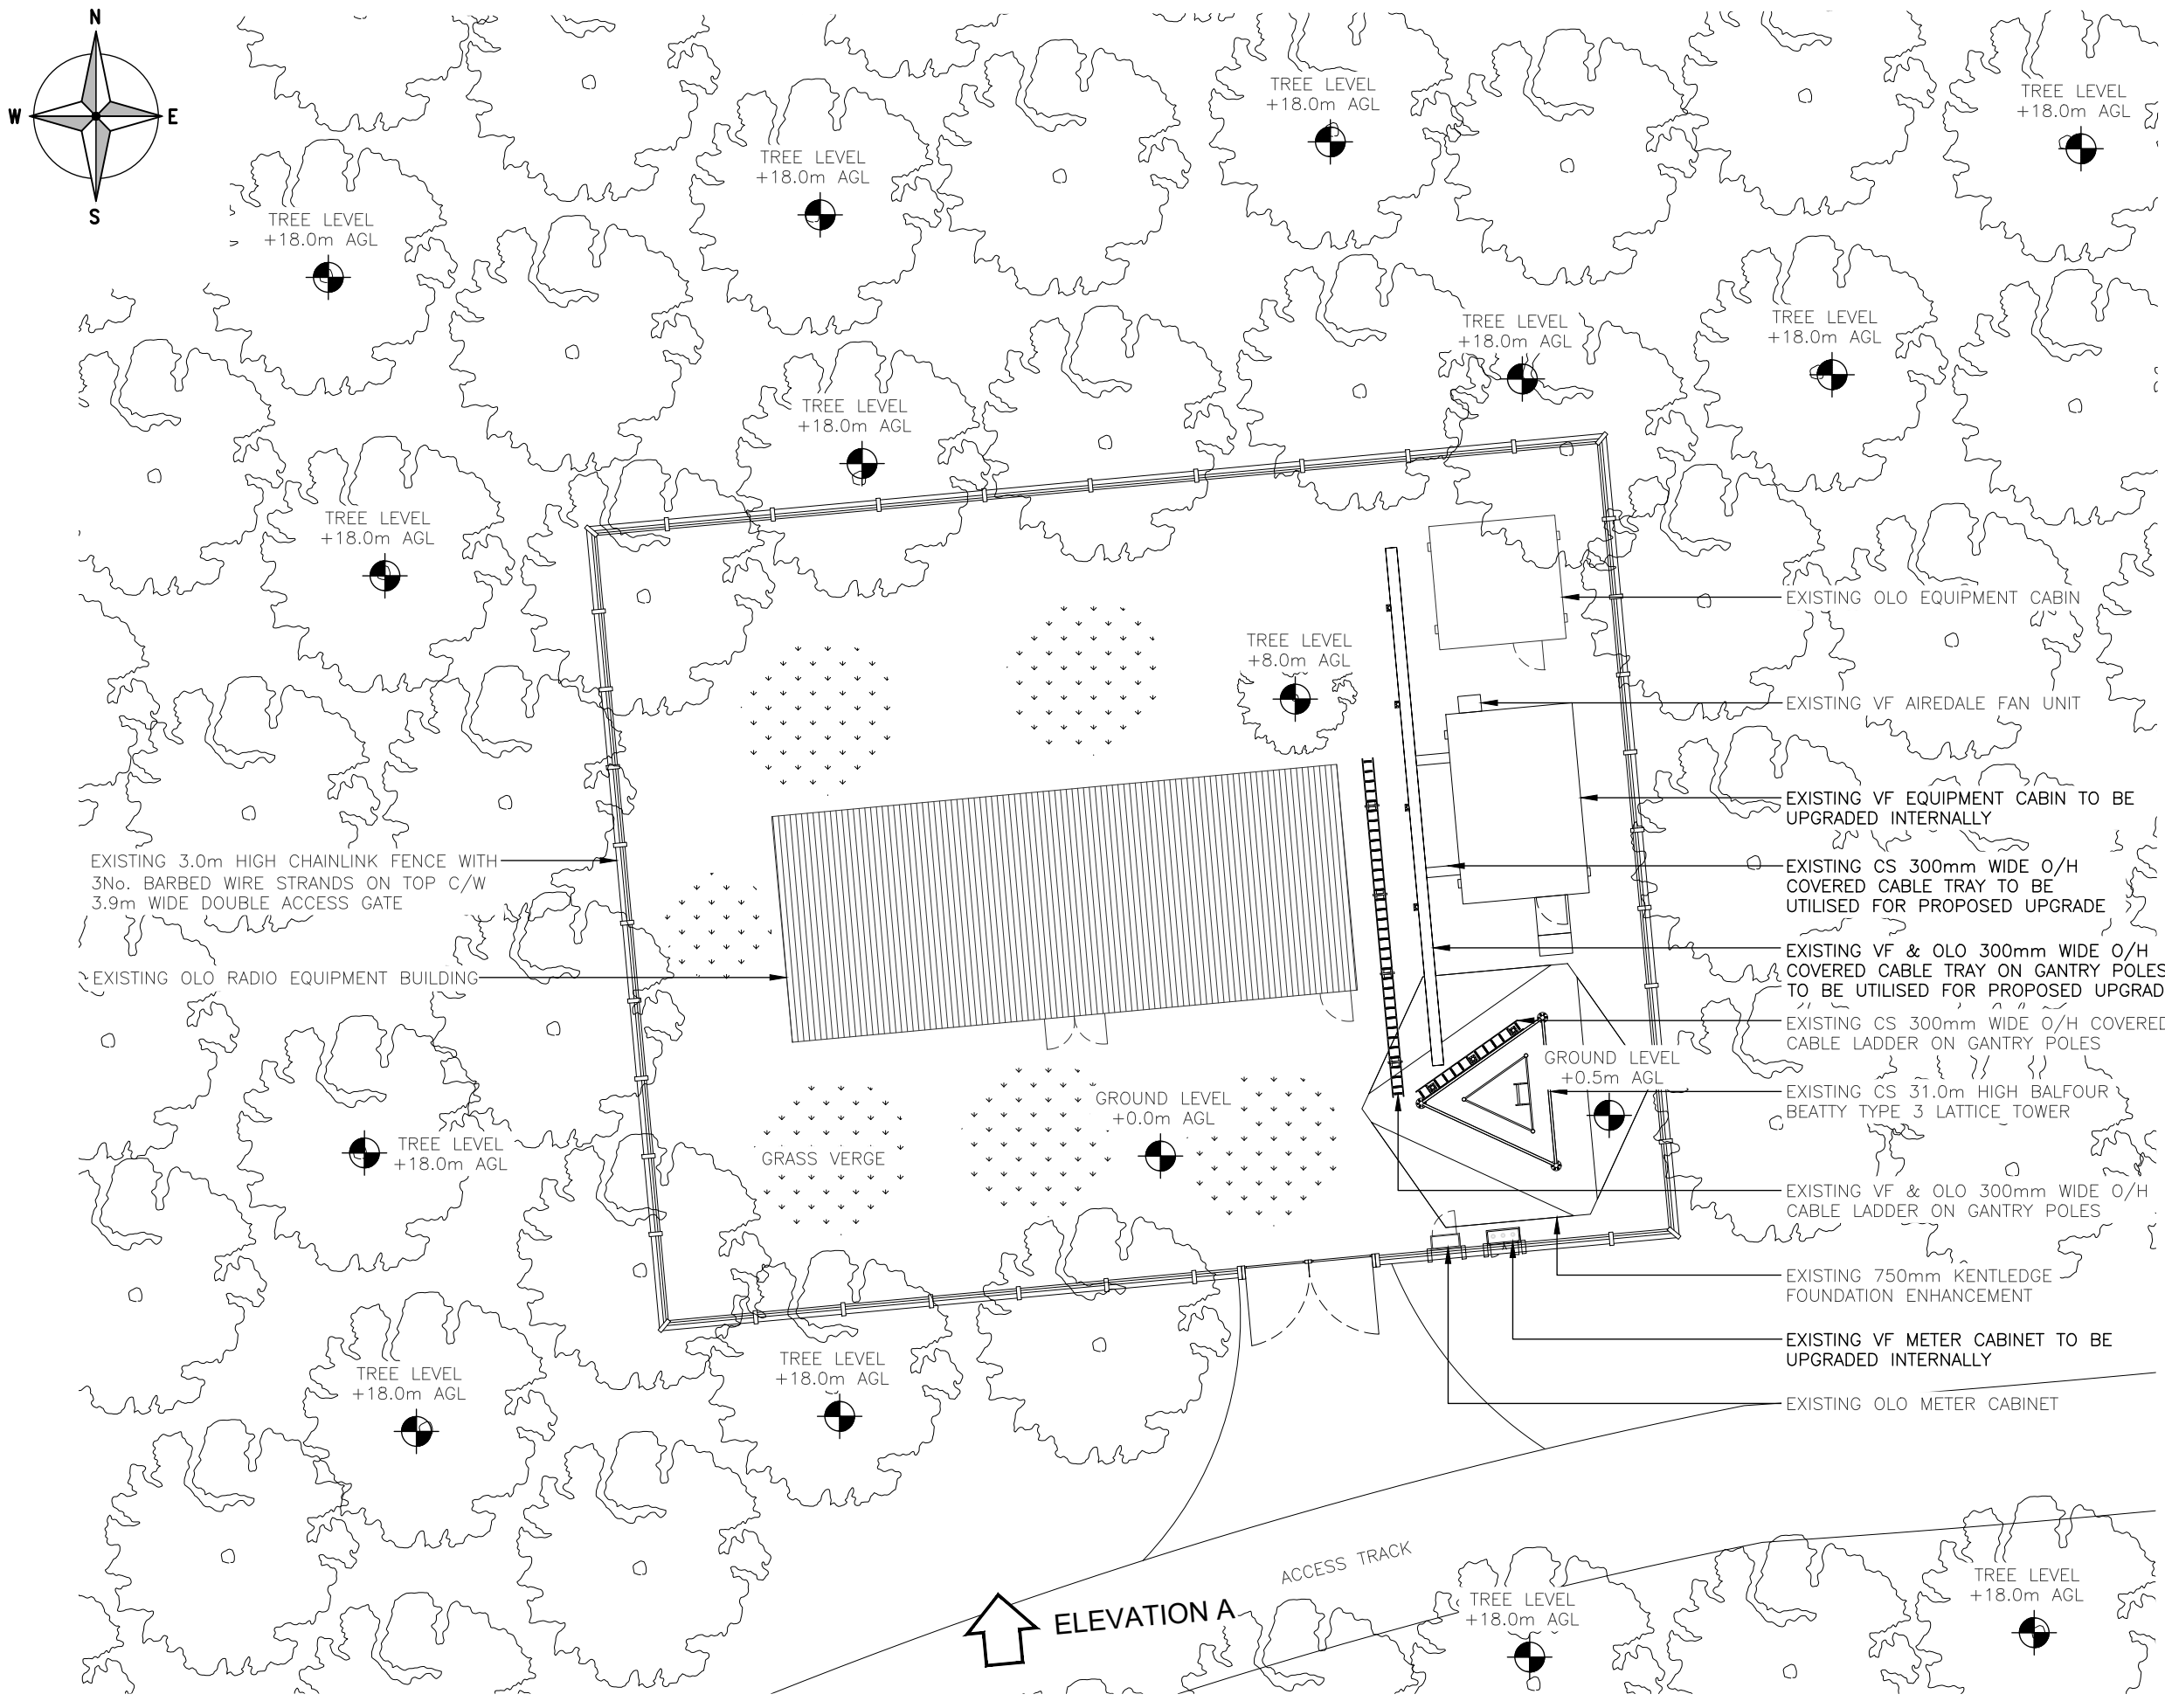 N
W
E
S
TREE LEVEL
+18.0m AGL
TREE LEVEL
+18.0m AGL
TREE LEVEL
+18.0m AGL
TREE LEVEL
+18.0m AGL
TREE LEVEL
+18.0m AGL
TREE LEVEL
+18.0m AGL
TREE LEVEL
+18.0m AGL
TREE LEVEL
+18.0m AGL
TREE LEVEL
+8.0m AGL
EXISTING 3.0m HIGH CHAINLINK FENCE WITH
3No. BARBED WIRE STRANDS ON TOP C/W
3.9m WIDE DOUBLE ACCESS GATE
EXISTING OLO RADIO EQUIPMENT BUILDING
EXISTING OLO EQUIPMENT CABIN
EXISTING VF AIREDALE FAN UNIT
EXISTING VF EQUIPMENT CABIN TO BE
UPGRADED INTERNALLY
EXISTING CS 300mm WIDE O/H
COVERED CABLE TRAY TO BE
UTILISED FOR PROPOSED UPGRADE
EXISTING VF & OLO 300mm WIDE O/H
COVERED CABLE TRAY ON GANTRY POLES
TO BE UTILISED FOR PROPOSED UPGRAD
EXISTING CS 300mm WIDE O/H COVERED
CABLE LADDER ON GANTRY POLES
GROUND LEVEL
+0.5m AGL
EXISTING CS 31.0m HIGH BALFOUR
BEATTY TYPE 3 LATTICE TOWER
GROUND LEVEL
+0.0m AGL
GRASS VERGE
TREE LEVEL
+18.0m AGL
EXISTING VF & OLO 300mm WIDE O/H
CABLE LADDER ON GANTRY POLES
EXISTING 750mm KENTLEDGE
FOUNDATION ENHANCEMENT
EXISTING VF METER CABINET TO BE
UPGRADED INTERNALLY
EXISTING OLO METER CABINET
TREE LEVEL
+18.0m AGL
TREE LEVEL
+18.0m AGL
ACCESS TRACK
ELEVATION A
TREE LEVEL
+18.0m AGL
TREE LEVEL
+18.0m AGL